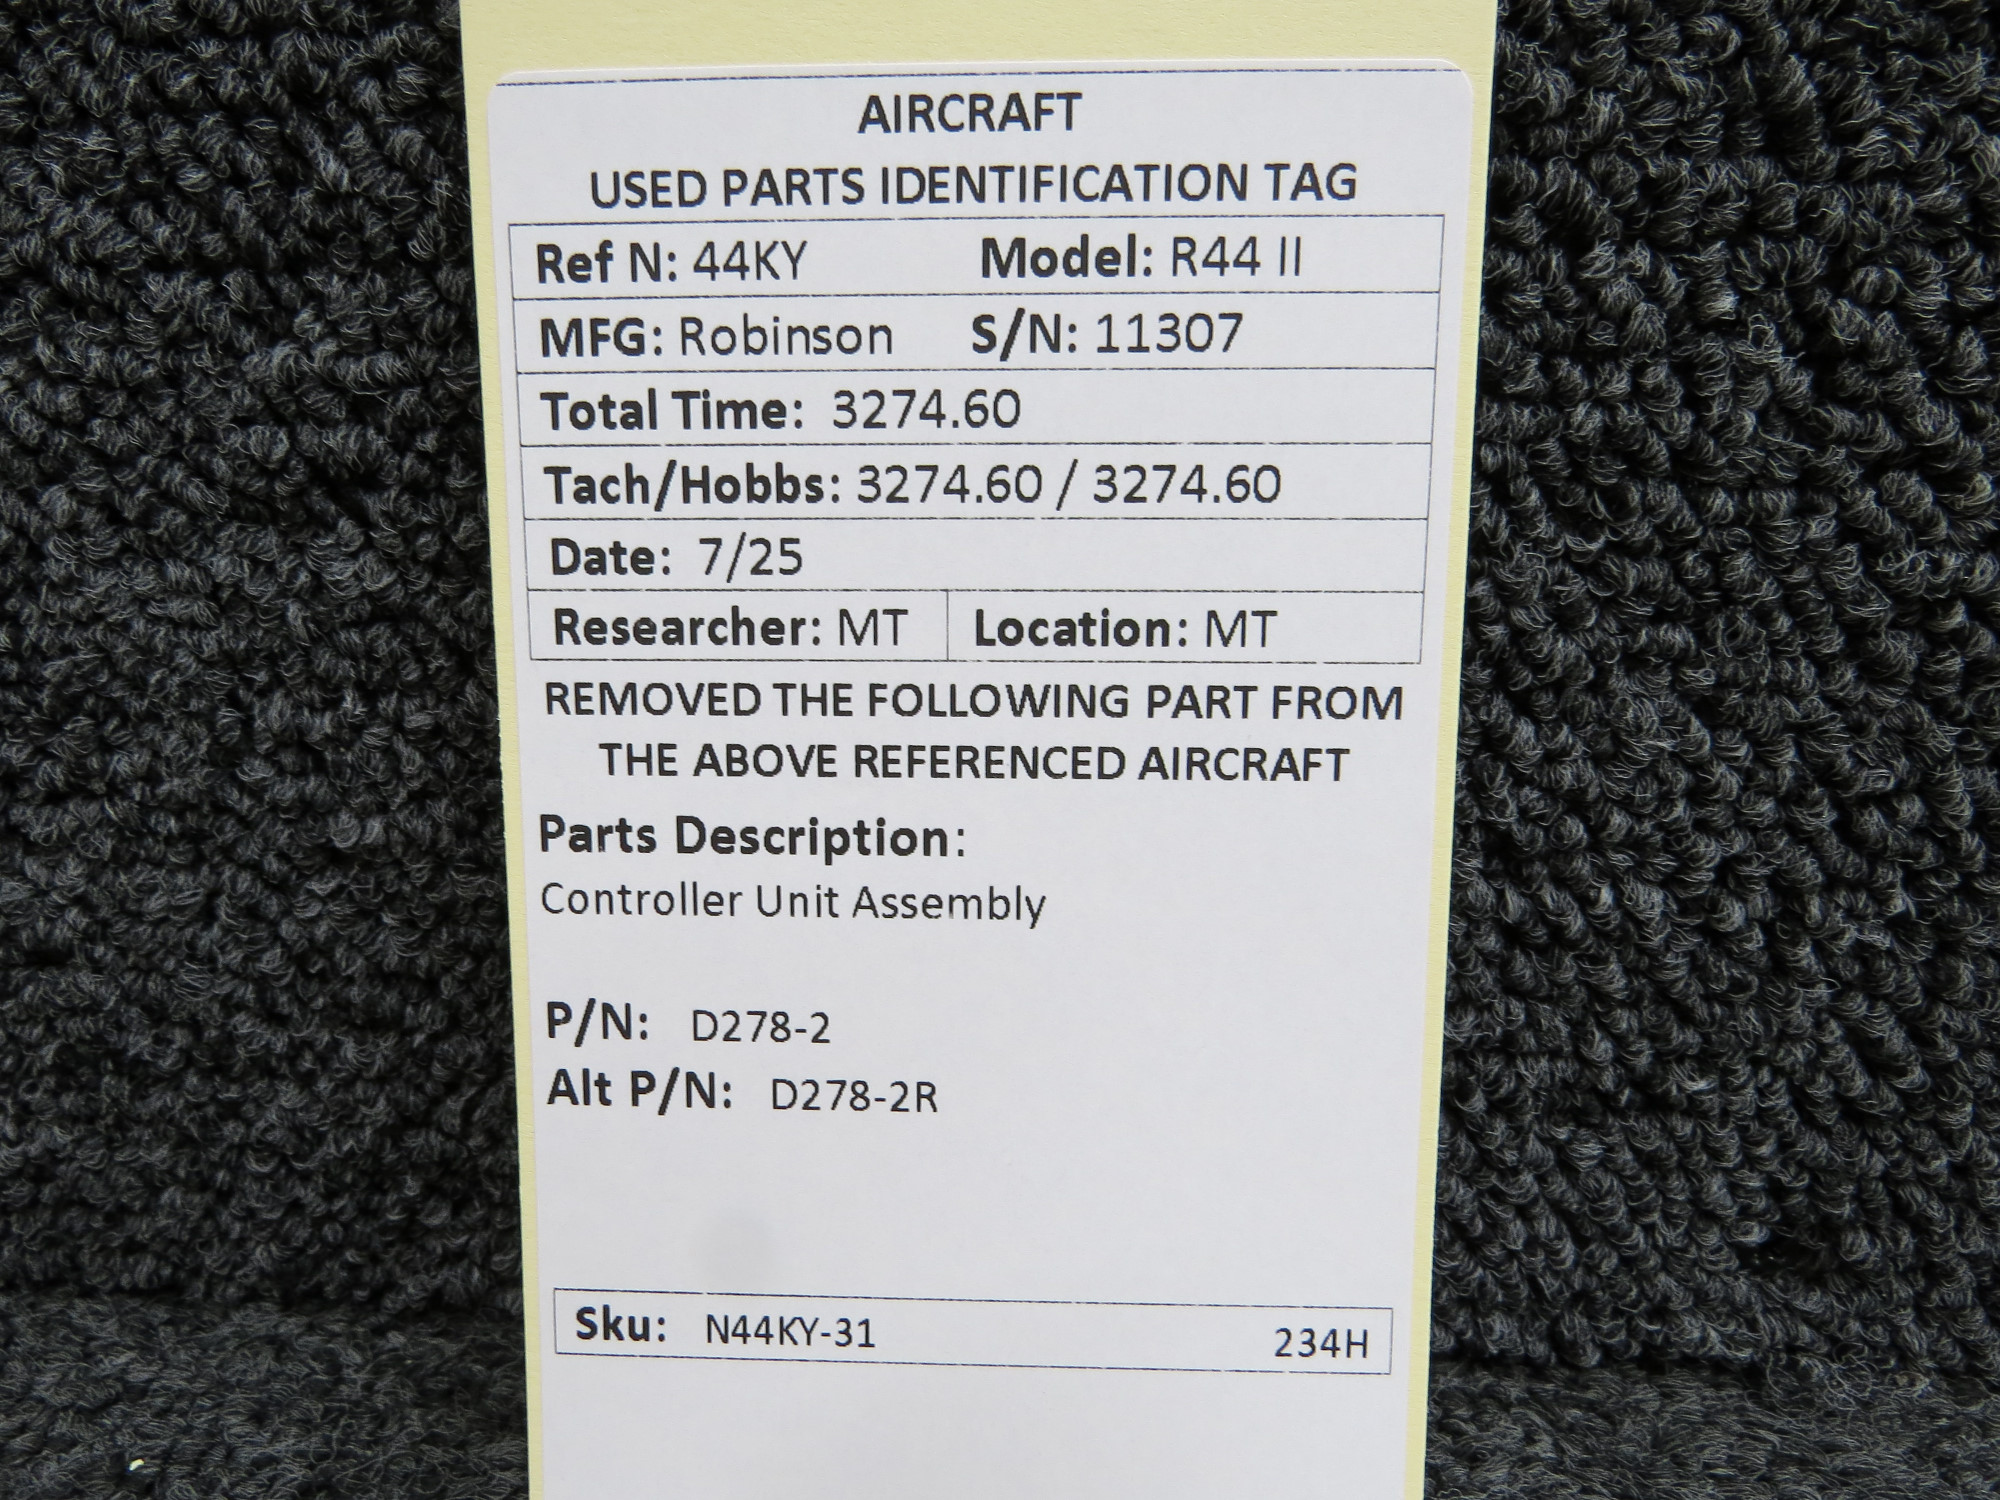 AIRCRAFT
USED PARTS IDENTIFICATION TAG
Ref N: 44KY Model: R44 II
MFG: Robinson S/N: 11307
Total Time: 3274.60
Tach/Hobbs: 3274.60 / 3274.60
Date: 7/25
Researcher: MT Location: MT
REMOVED THE FOLLOWING PART FROM
THE ABOVE REFERENCED AIRCRAFT
Parts Description:
Controller Unit Assembly
P/N: D278-2
Alt P/N: D278-2R
Sku: N44KY-31 234H